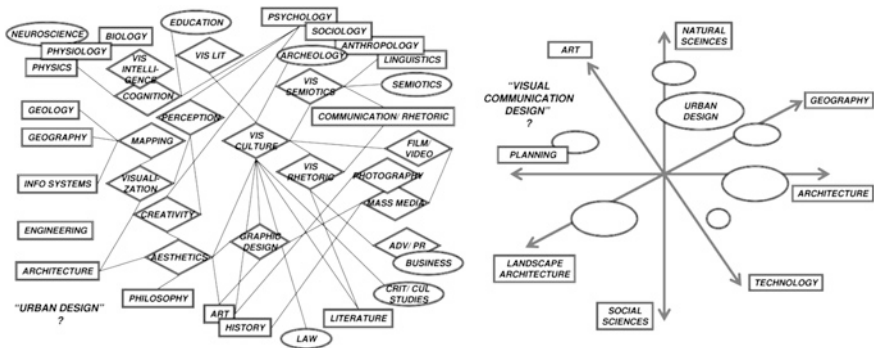 NEUROSCIENCE
PHYSIOLOGY
BIOLOGY
PHYSICS
EDUCATION
VIS LIT
PSYCHOLOGY
SOCIOLOGY
ANTHROPOLOGY
ARCHEOLOGY
LINGUISTICS
VIS
INTELLI-
GENCE
COGNITION
VIS
SEMIOTICS
SEMIOTICS
GEOLOGY
PERCEPTION
COMMUNICATION/ RHETORIC
GEOGRAPHY
MAPPING
VIS
CULTURE
FILM/
VIDEO
INFO SYSTEMS
VISUALI-
ZATION
VIS
RHETORIC
PHOTOGRAPHY
MASS MEDIA
CREATIVITY
ENGINEERING
GRAPHIC
DESIGN
ADV/ PR
BUSINESS
ARCHITECTURE
AESTHETICS
PHILOSOPHY
CRIT/ CUL
STUDIES
"URBAN DESIGN"
?
ART
HISTORY
LITERATURE
LAW
ART
NATURAL
SCEINCES
"VISUAL
COMMUNICATION
DESIGN"
?
URBAN
DESIGN
GEOGRAPHY
PLANNING
ARCHITECTURE
LANDSCAPE
ARCHITECTURE
TECHNOLOGY
SOCIAL
SCIENCES